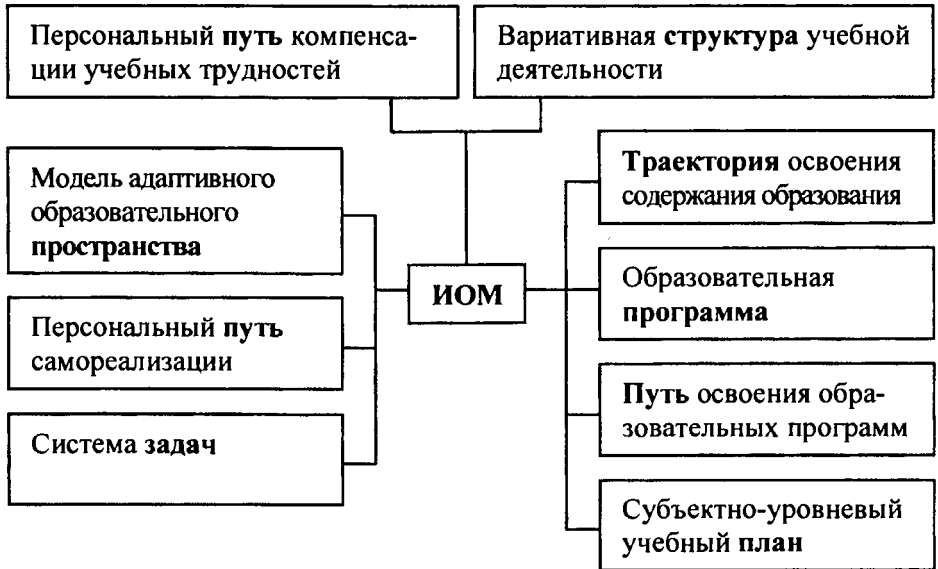 Персональный путь компенса-
ции учебных трудностей
Вариативная структура учебной
деятельности
Модель адаптивного
образовательного
пространства
Персональный путь
самореализации
Система задач
ИОМ
Траектория освоения
содержания образования
Образовательная
программа
Путь освоения обра-
зовательных программ
Субъектно-уровневый
учебный план